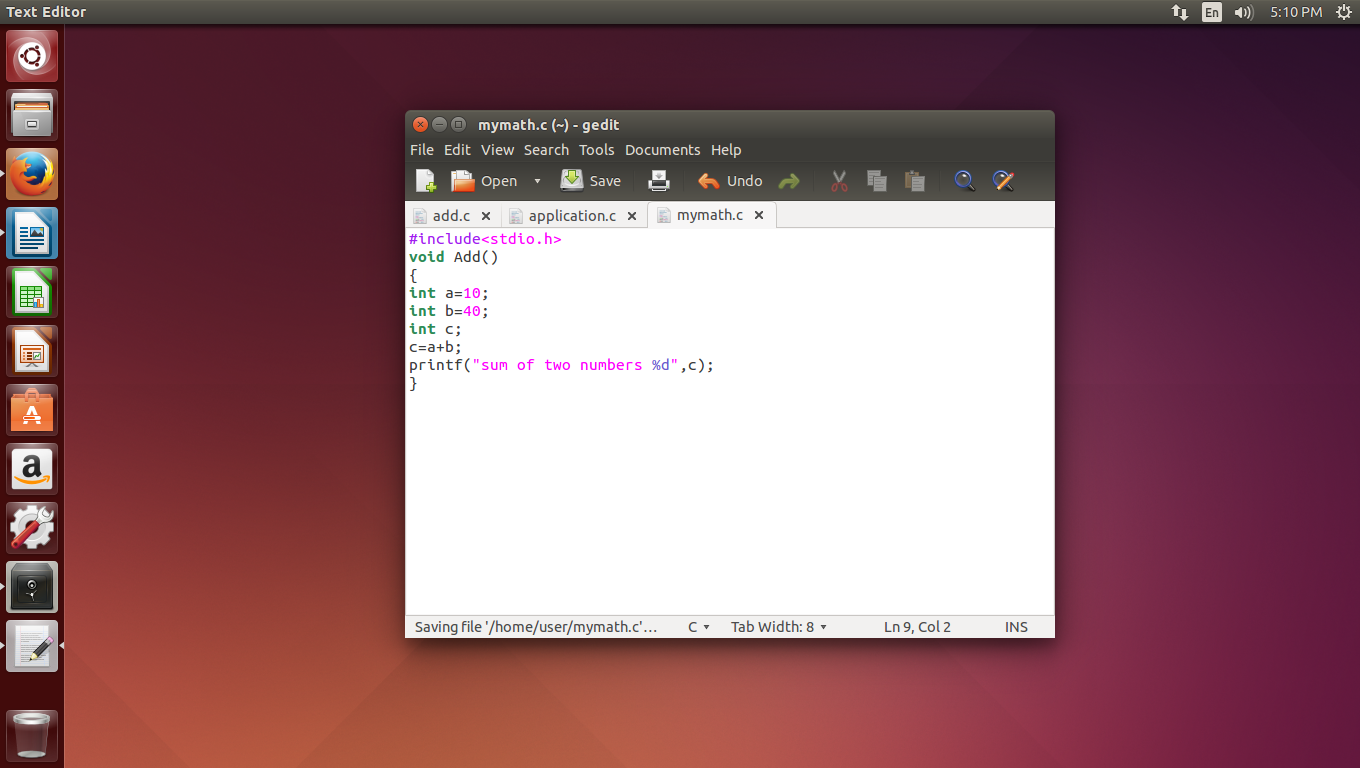 Text Editor
En
5:10 PM
mymath.c (~) - gedit
File Edit View Search Tools Documents Help
Open Save Undo
add.c application.c mymath.c
#include<stdio.h>
void Add()
{
int a=10;
int b=40;
int c;
c=a+b;
printf("sum of two numbers %d",c);
}
Saving file '/home/user/mymath.c'... C Tab Width: 8 Ln 9, Col 2 INS